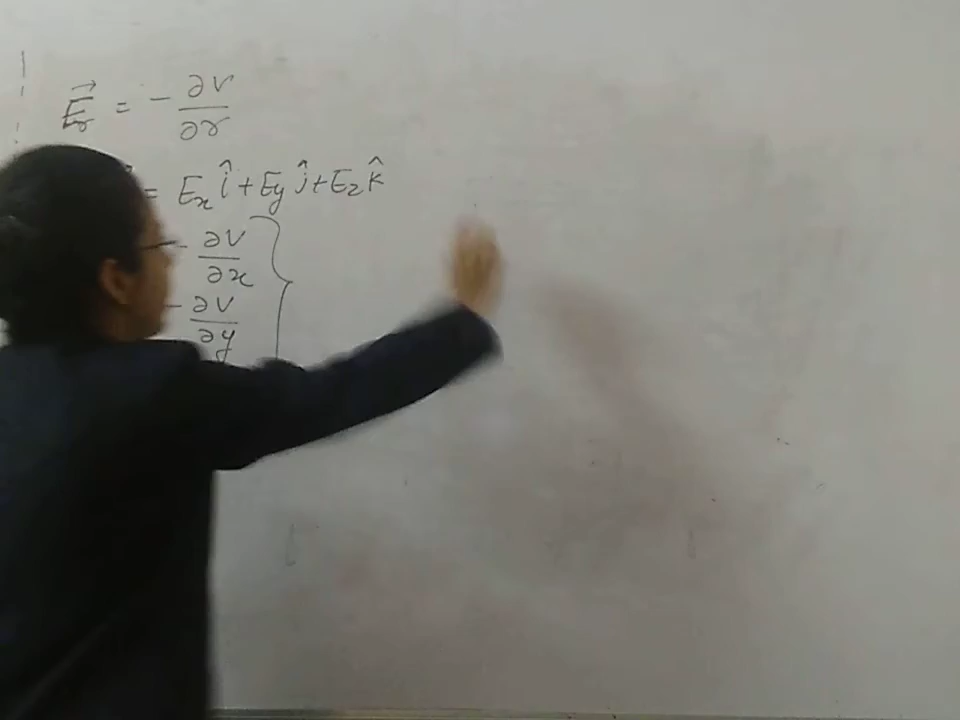 E⃗r = - ∂V/∂r
= Ex î + Ey ĵ + Ez k̂
- ∂V/∂x }
- ∂V/∂y